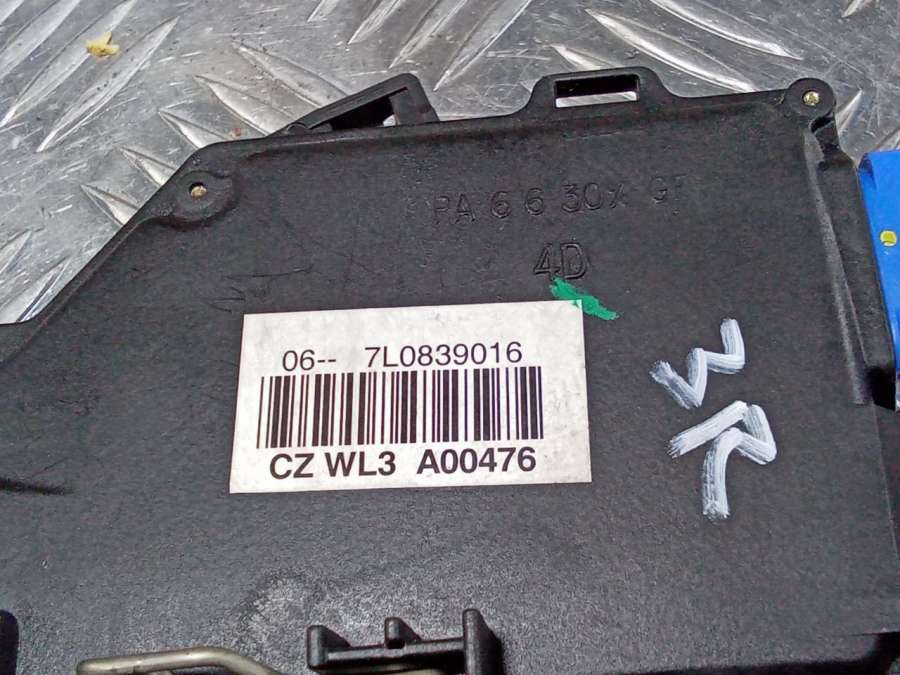 PA 6 6 30% GF
4D
06-- 7L0839016
CZ WL3 A00476